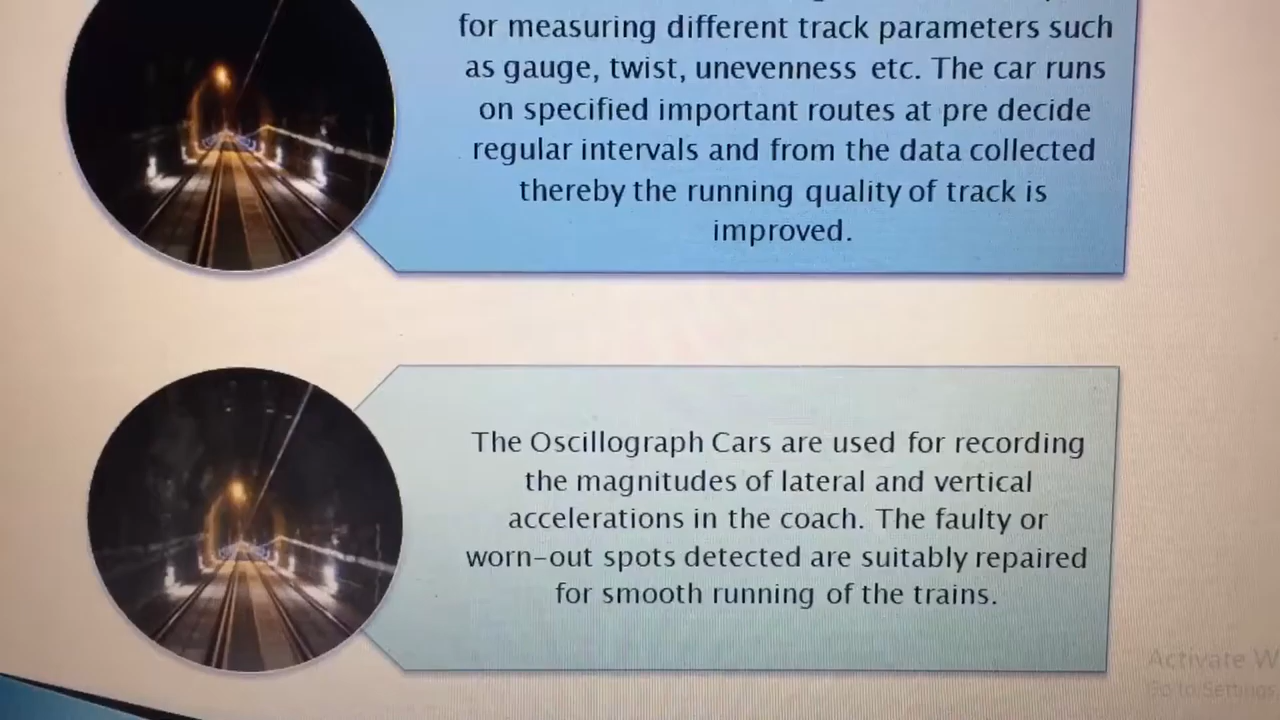 for measuring different track parameters such
as gauge, twist, unevenness etc. The car runs
on specified important routes at pre decide
regular intervals and from the data collected
thereby the running quality of track is
improved.
The Oscillograph Cars are used for recording
the magnitudes of lateral and vertical
accelerations in the coach. The faulty or
worn-out spots detected are suitably repaired
for smooth running of the trains.
Activate W
Go to Settings